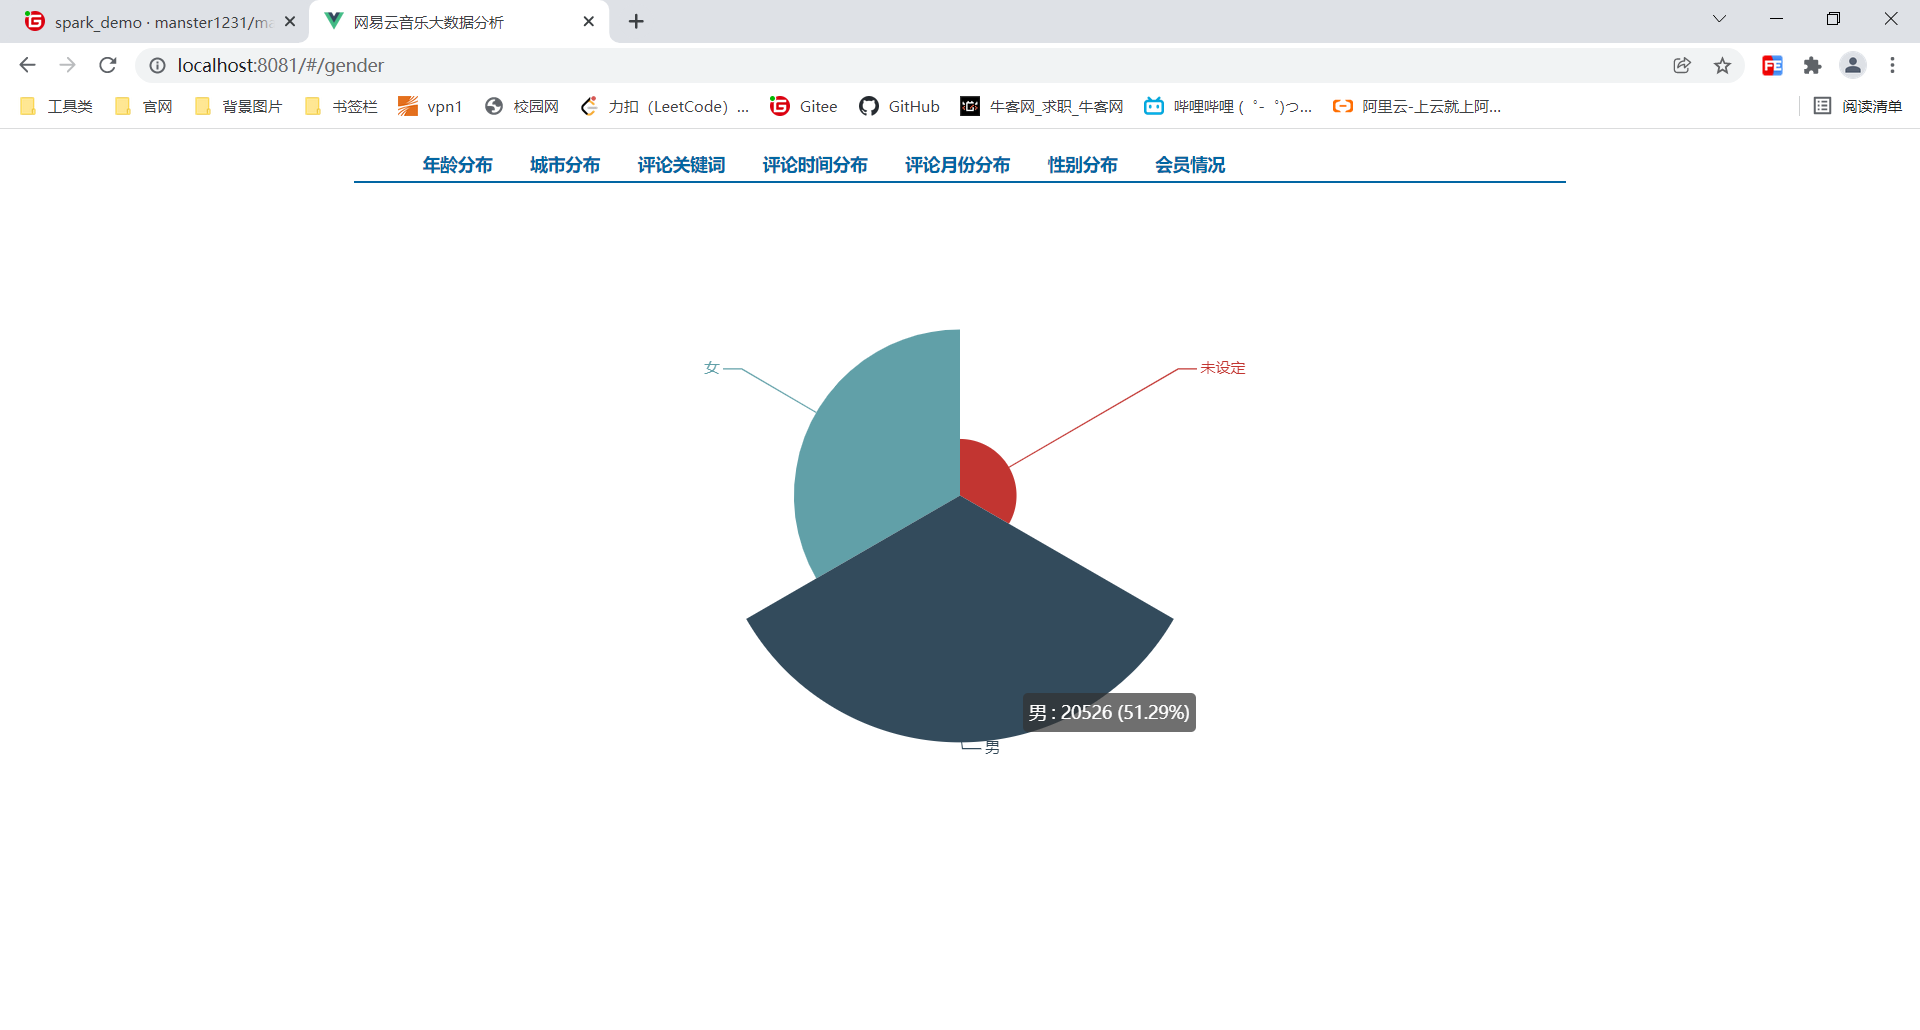 spark_demo · manster1231/ma
网易云音乐大数据分析
localhost:8081/#/gender
工具类 官网 背景图片 书签栏 vpn1 校园网 力扣（LeetCode）... Gitee GitHub 牛客网_求职_牛客网 哔哩哔哩 (゜-゜)つ... 阿里云-上云就上阿... 阅读清单
年龄分布 城市分布 评论关键词 评论时间分布 评论月份分布 性别分布 会员情况
女
未设定
男 : 20526 (51.29%)
男